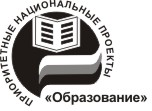 ПРИОРИТЕТНЫЕ НАЦИОНАЛЬНЫЕ ПРОЕКТЫ
«Образование»